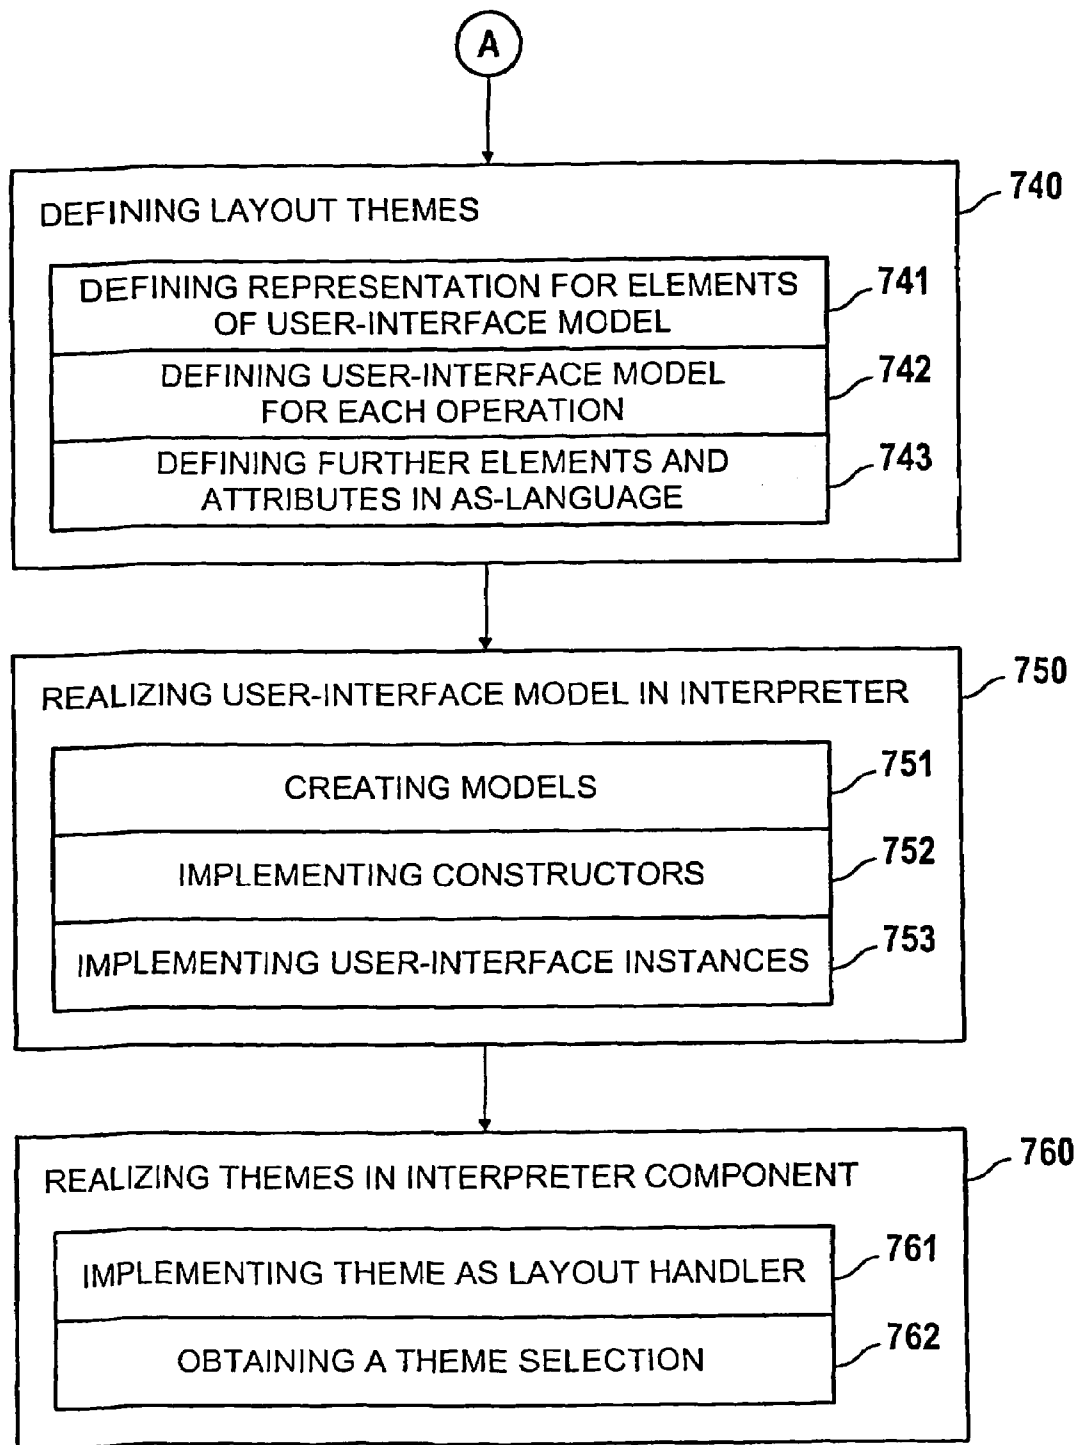 A
740
DEFINING LAYOUT THEMES
741
DEFINING REPRESENTATION FOR ELEMENTS
OF USER-INTERFACE MODEL
742
DEFINING USER-INTERFACE MODEL
FOR EACH OPERATION
743
DEFINING FURTHER ELEMENTS AND
ATTRIBUTES IN AS-LANGUAGE
750
REALIZING USER-INTERFACE MODEL IN INTERPRETER
751
CREATING MODELS
752
IMPLEMENTING CONSTRUCTORS
753
IMPLEMENTING USER-INTERFACE INSTANCES
760
REALIZING THEMES IN INTERPRETER COMPONENT
761
IMPLEMENTING THEME AS LAYOUT HANDLER
762
OBTAINING A THEME SELECTION